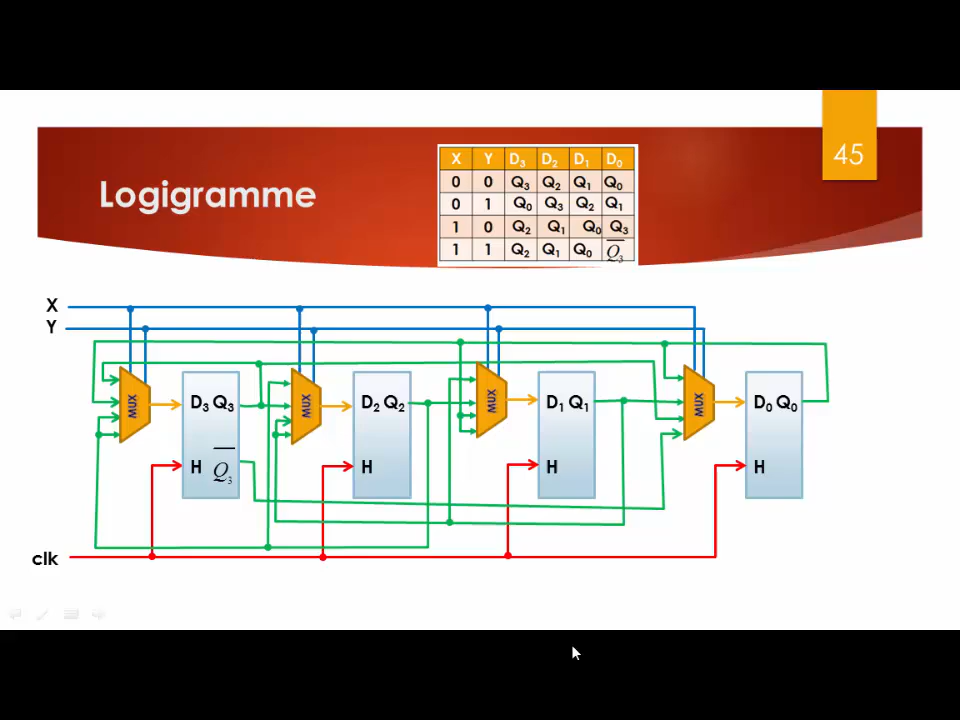 45
Logigramme
X Y D₃ D₂ D₁ D₀
0 0 Q₃ Q₂ Q₁ Q₀
0 1 Q₀ Q₃ Q₂ Q₁
1 0 Q₂ Q₁ Q₀ Q₃
1 1 Q₂ Q₁ Q₀ Q̅₃
X
Y
MUX
D₃ Q₃
MUX
D₂ Q₂
MUX
D₁ Q₁
MUX
D₀ Q₀
H Q̅₃
H
H
H
clk